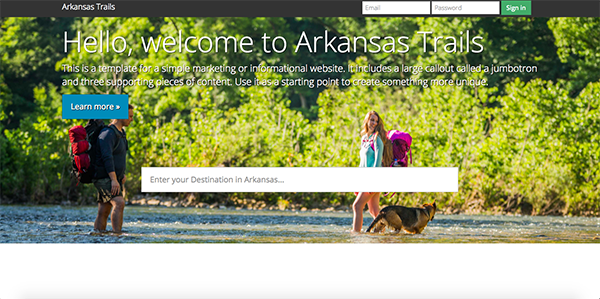 Arkansas Trails
Email
Password
Sign in
Hello, welcome to Arkansas Trails
This is a template for a simple marketing or informational website. It includes a large callout called a jumbotron
and three supporting pieces of content. Use it as a starting point to create something more unique.
Learn more »
Enter your Destination in Arkansas...